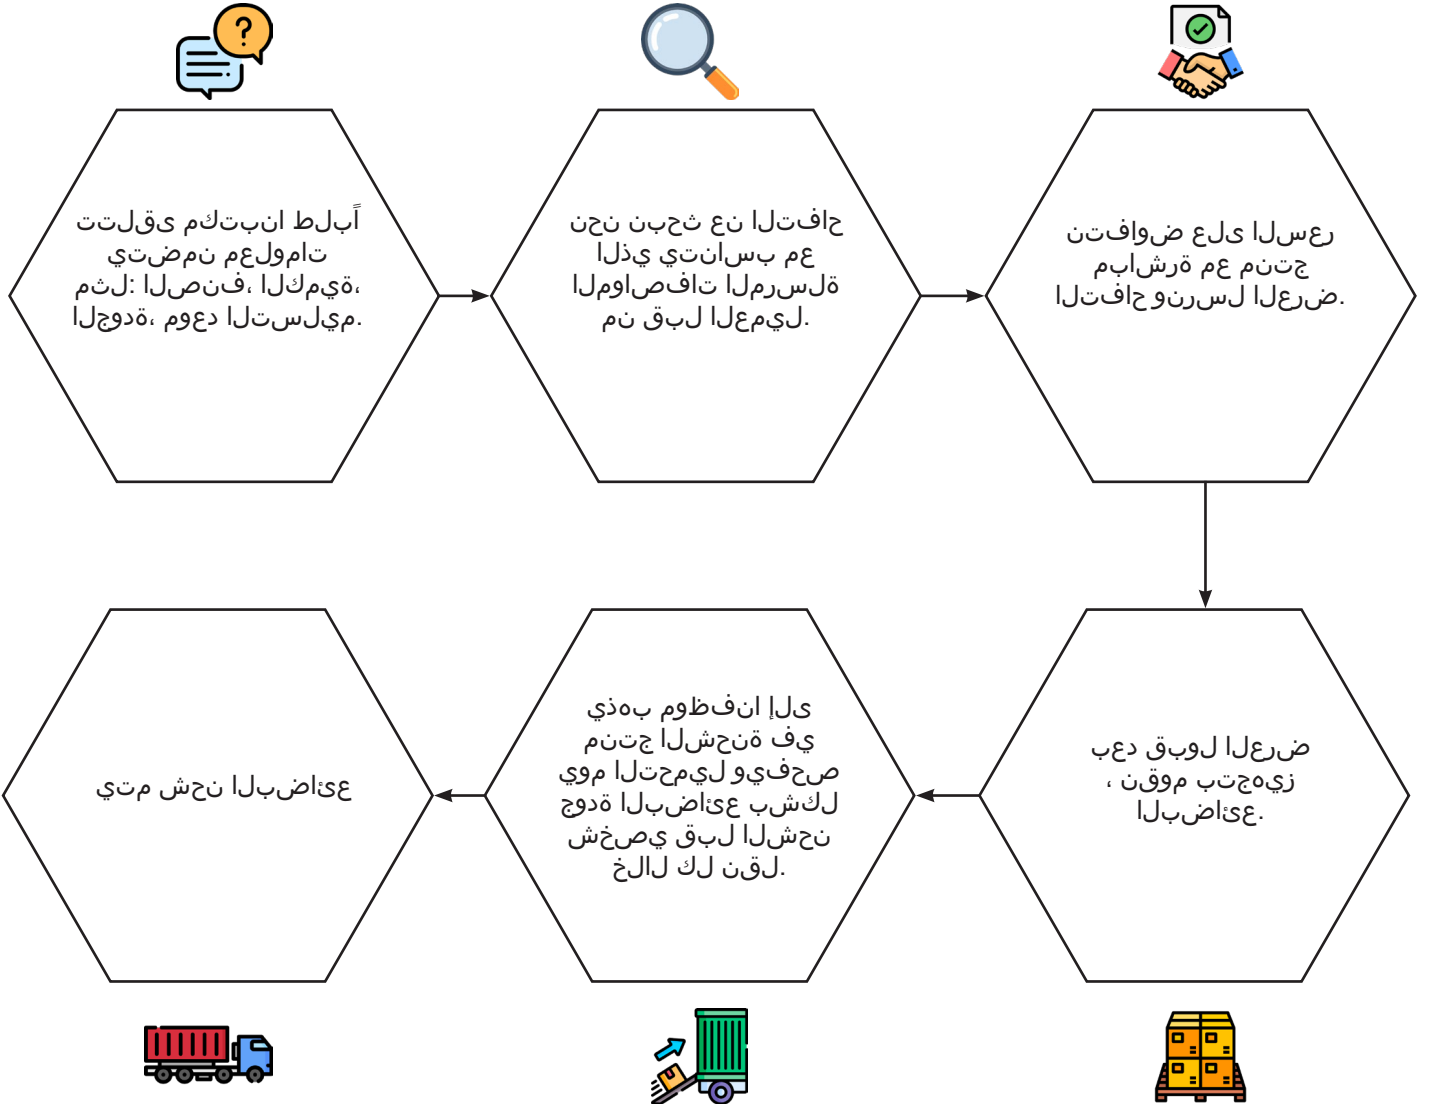 تتلقى مكتبنا طلباً
يتضمن معلومات
مثل: الصنف، الكمية،
الجودة، موعد التسليم.
نحن نبحث عن التفاح
الذي يتناسب مع
المواصفات المرسلة
من قبل العميل.
نتفاوض على السعر
مباشرة مع منتج
التفاح ونرسل العرض.
بعد قبول العرض
، نقوم بتجهيز
البضائع.
يذهب موظفنا إلى
منتج الشحنة في
يوم التحميل ويفحص
جودة البضائع بشكل
شخصي قبل الشحن
خلال كل نقل.
يتم شحن البضائع